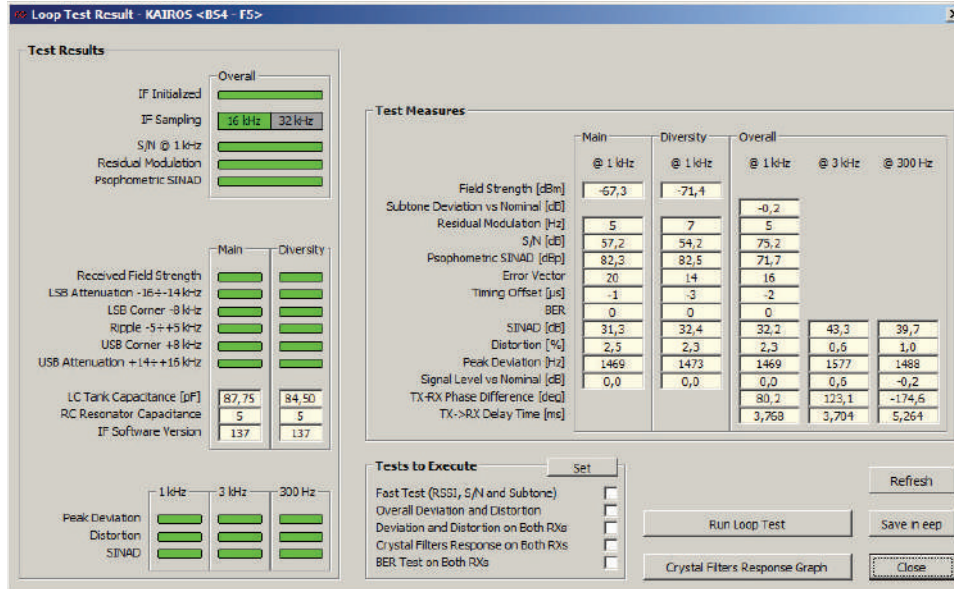 Loop Test Result - KAIROS <BS4 - F5>
Test Results
Overall
IF Initialized
IF Sampling 16 kHz 32 kHz
S/N @ 1 kHz
Residual Modulation
Psophometric SINAD
Main Diversity
Received Field Strength
LSB Attenuation -16÷-14 kHz
LSB Corner -8 kHz
Ripple -5÷+5 kHz
USB Corner +8 kHz
USB Attenuation +14÷+16 kHz
LC Tank Capacitance [pF] 87,75 84,50
RC Resonator Capacitance 5 5
IF Software Version 137 137
1 kHz 3 kHz 300 Hz
Peak Deviation
Distortion
SINAD
Test Measures
Main Diversity Overall
@ 1 kHz @ 1 kHz @ 1 kHz @ 3 kHz @ 300 Hz
Field Strength [dBm] -67,3 -71,4
Subtone Deviation vs Nominal [dB] -0,2
Residual Modulation [Hz] 5 7 5
S/N [dB] 57,2 54,2 75,2
Psophometric SINAD [dBp] 82,3 82,5 71,7
Error Vector 20 14 16
Timing Offset [µs] -1 -3 -2
BER 0 0 0
SINAD [dB] 31,3 32,4 32,2 43,3 39,7
Distortion [%] 2,5 2,3 2,3 0,6 1,0
Peak Deviation [Hz] 1469 1473 1469 1577 1488
Signal Level vs Nominal [dB] 0,0 0,0 0,0 0,6 -0,2
TX-RX Phase Difference [deg] 80,2 123,1 -174,6
TX->RX Delay Time [ms] 3,768 3,704 5,264
Tests to Execute Set
Fast Test (RSSI, S/N and Subtone)
Overall Deviation and Distortion
Deviation and Distortion on Both RXs
Crystal Filters Response on Both RXs
BER Test on Both RXs
Refresh
Run Loop Test Save in eep
Crystal Filters Response Graph Close